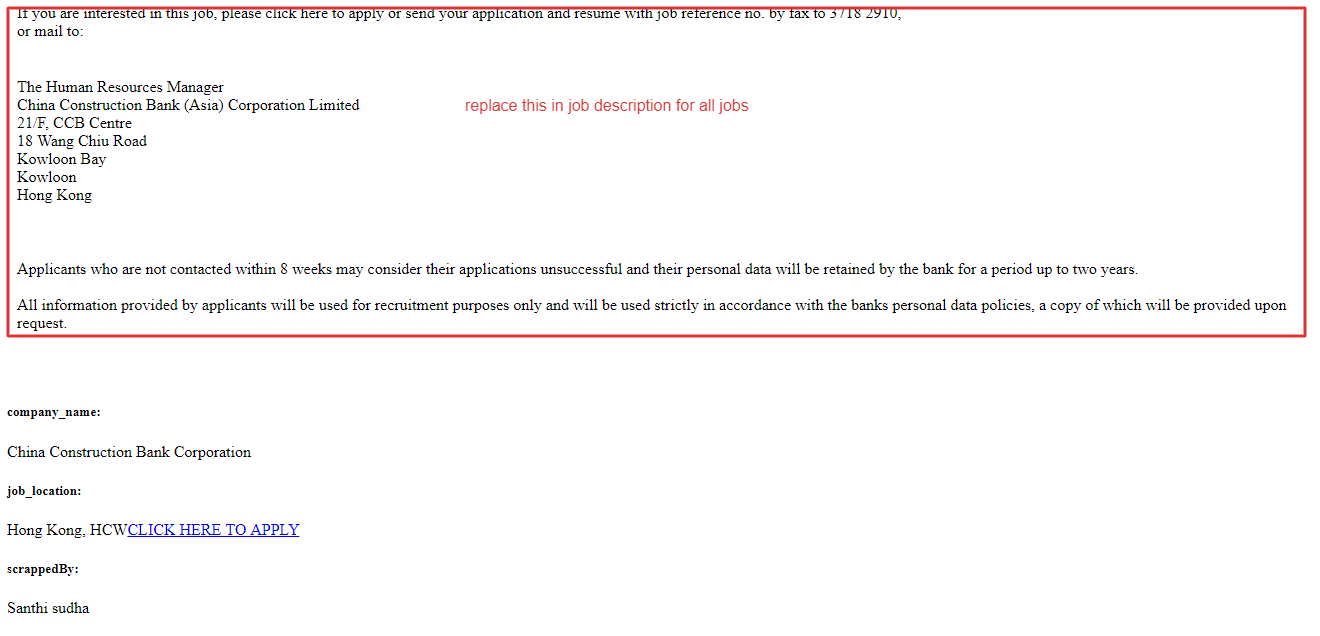 If you are interested in this job, please click here to apply or send your application and resume with job reference no. by fax to 3718 2910,
or mail to:
The Human Resources Manager
China Construction Bank (Asia) Corporation Limited
replace this in job description for all jobs
21/F, CCB Centre
18 Wang Chiu Road
Kowloon Bay
Kowloon
Hong Kong
Applicants who are not contacted within 8 weeks may consider their applications unsuccessful and their personal data will be retained by the bank for a period up to two years.
All information provided by applicants will be used for recruitment purposes only and will be used strictly in accordance with the banks personal data policies, a copy of which will be provided upon
request.
company_name:
China Construction Bank Corporation
job_location:
Hong Kong, HCWCLICK HERE TO APPLY
scrappedBy:
Santhi sudha